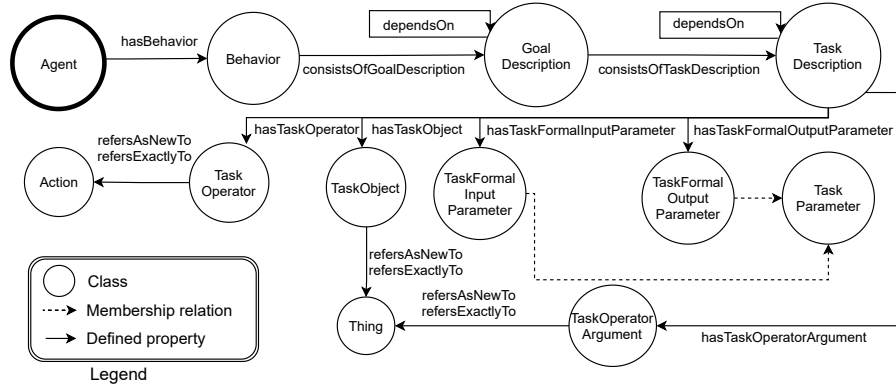 dependsOn
dependsOn
Agent
hasBehavior
Behavior
consistsOfGoalDescription
Goal
Description
consistsOfTaskDescription
Task
Description
hasTaskOperator
hasTaskObject
hasTaskFormalInputParameter
hasTaskFormalOutputParameter
refersAsNewTo
refersExactlyTo
Action
Task
Operator
TaskObject
TaskFormal
Input
Parameter
TaskFormal
Output
Parameter
Task
Parameter
refersAsNewTo
refersExactlyTo
Class
Membership relation
Defined property
Legend
Thing
refersAsNewTo
refersExactlyTo
TaskOperator
Argument
hasTaskOperatorArgument